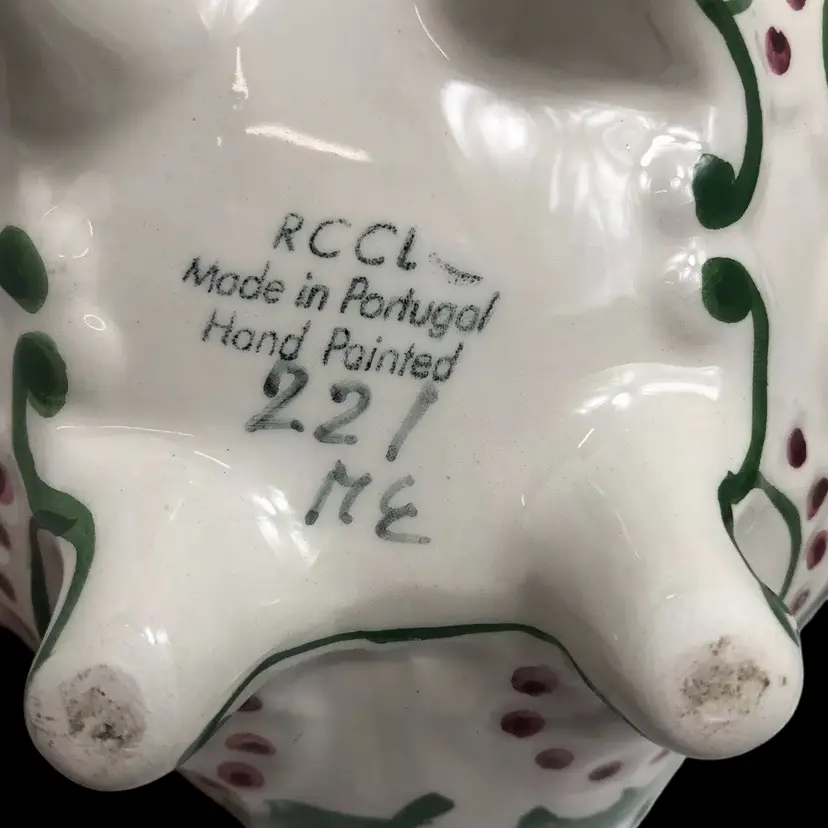 RCCL
Made in Portugal
Hand Painted
221
ME